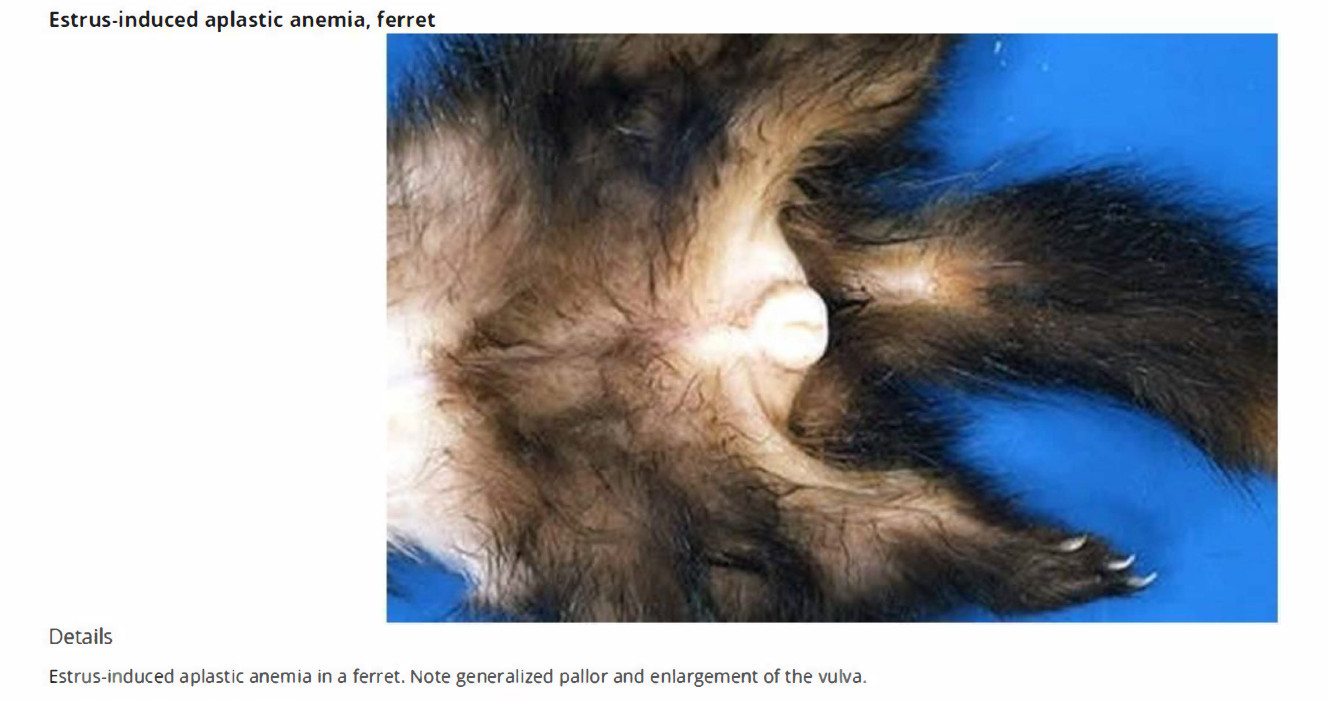 Estrus-induced aplastic anemia, ferret
Details
Estrus-induced aplastic anemia in a ferret. Note generalized pallor and enlargement of the vulva.